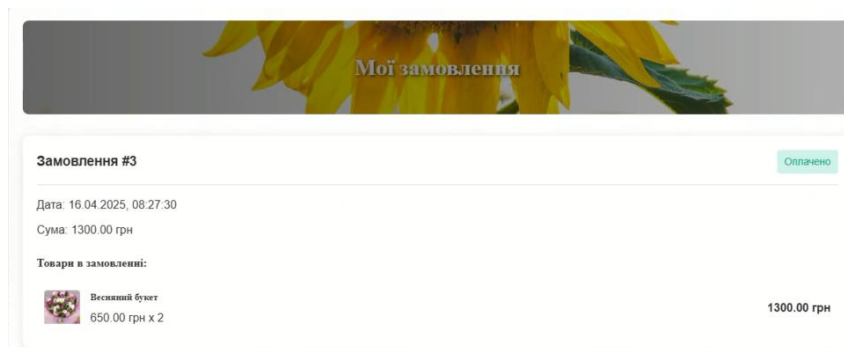 Мої замовлення
Замовлення #3
Оплачено
Дата: 16.04.2025, 08:27:30
Сума: 1300.00 грн
Товари в замовленні:
Весняний букет
650.00 грн x 2
1300.00 грн